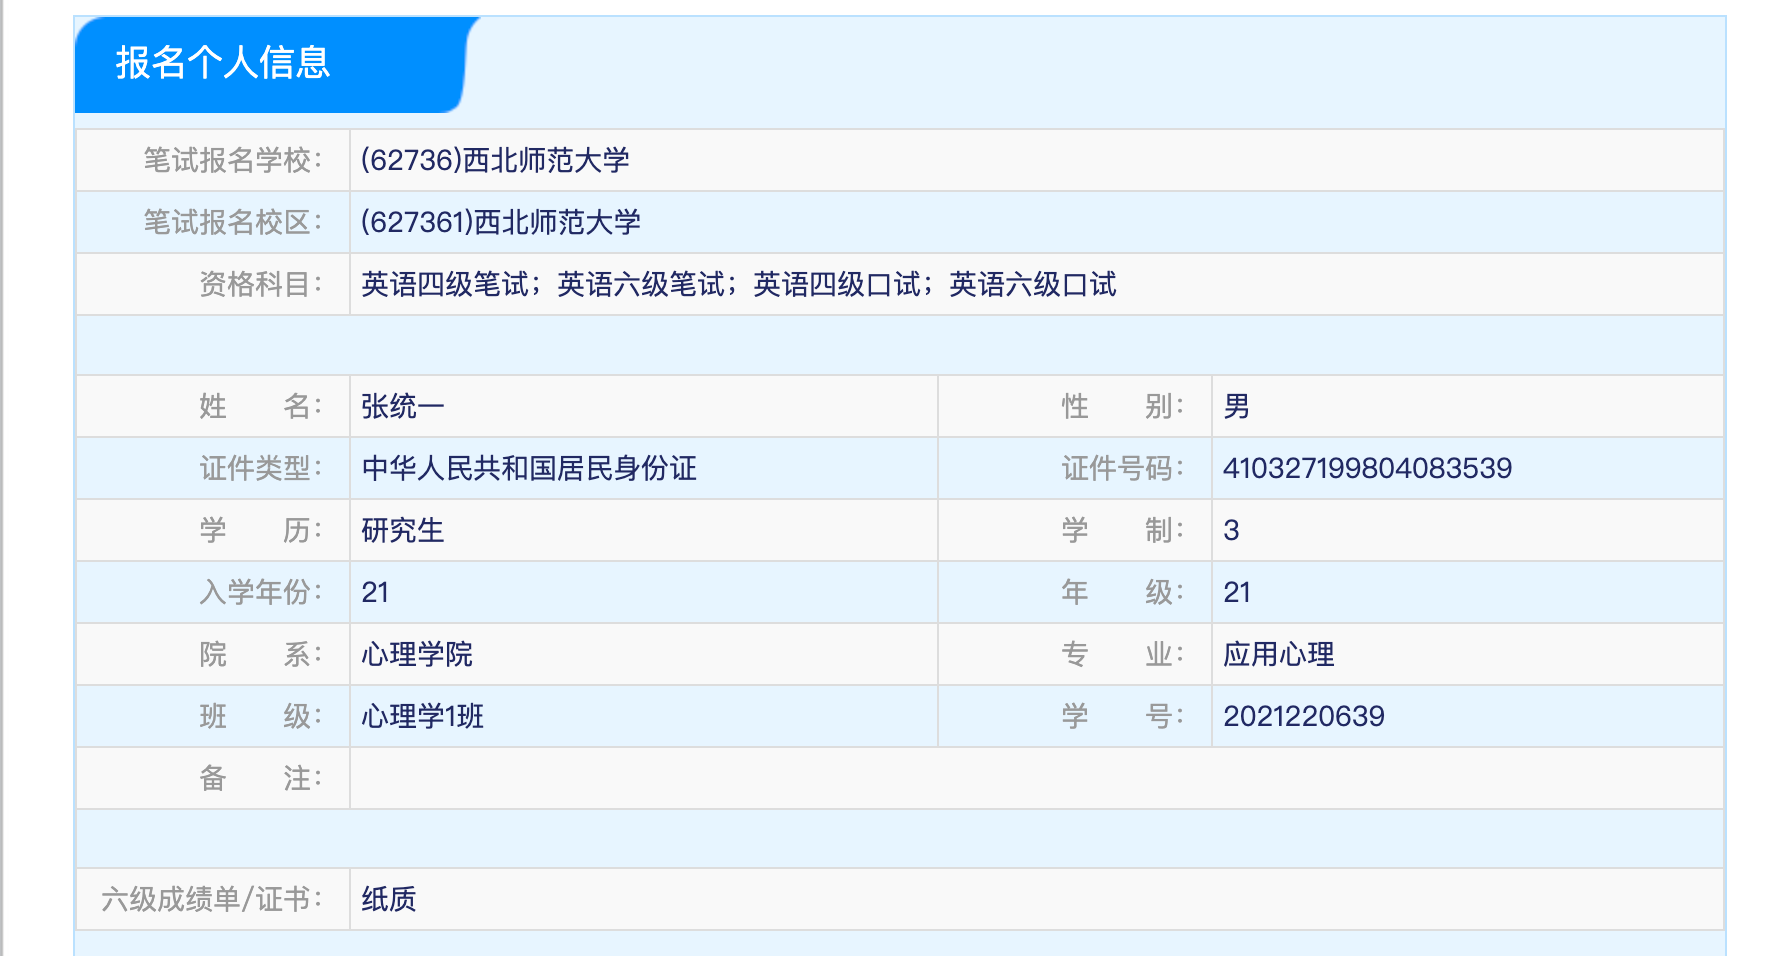 报名个人信息
笔试报名学校： (62736)西北师范大学
笔试报名校区： (627361)西北师范大学
资格科目： 英语四级笔试；英语六级笔试；英语四级口试；英语六级口试
姓　　名： 张统一 性　　别： 男
证件类型： 中华人民共和国居民身份证 证件号码： 410327199804083539
学　　历： 研究生 学　　制： 3
入学年份： 21 年　　级： 21
院　　系： 心理学院 专　　业： 应用心理
班　　级： 心理学1班 学　　号： 2021220639
备　　注：
六级成绩单/证书： 纸质